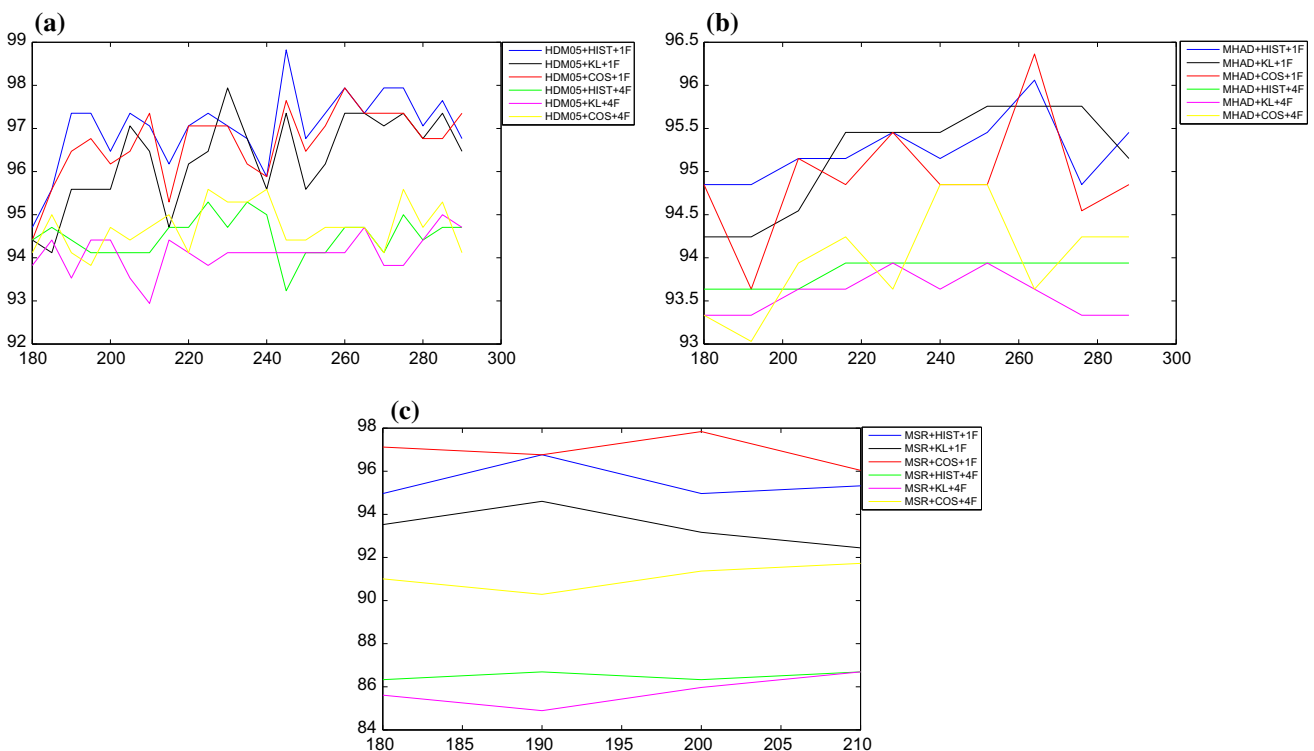 (a)
99
98
97
96
95
94
93
92
180 200 220 240 260 280 300
HDM05+HIST+1F
HDM05+KL+1F
HDM05+COS+1F
HDM05+HIST+4F
HDM05+KL+4F
HDM05+COS+4F
(b)
96.5
96
95.5
95
94.5
94
93.5
93
180 200 220 240 260 280 300
MHAD+HIST+1F
MHAD+KL+1F
MHAD+COS+1F
MHAD+HIST+4F
MHAD+KL+4F
MHAD+COS+4F
(c)
98
96
94
92
90
88
86
84
180 185 190 195 200 205 210
MSR+HIST+1F
MSR+KL+1F
MSR+COS+1F
MSR+HIST+4F
MSR+KL+4F
MSR+COS+4F